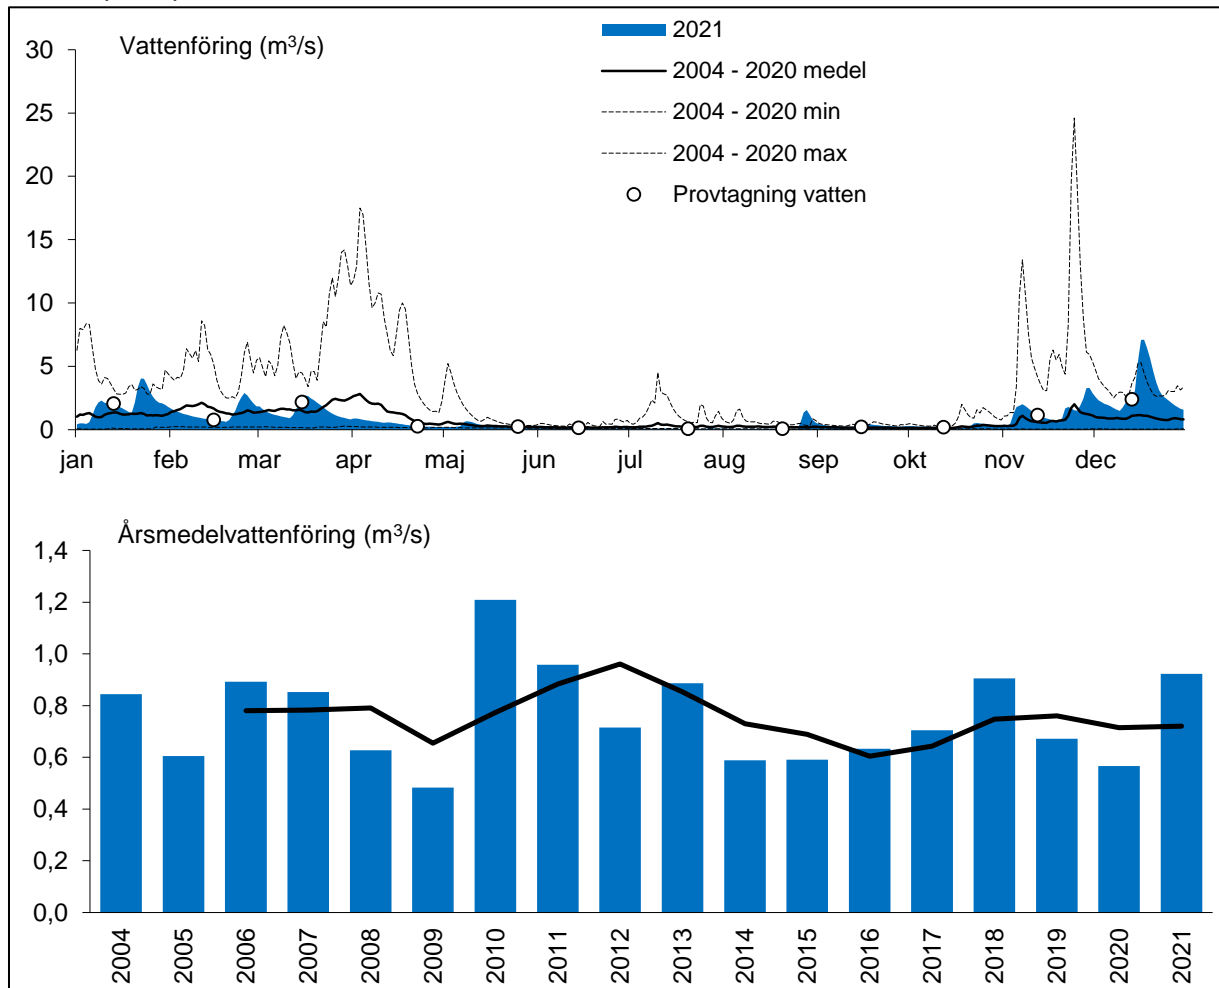 Vattenföring (m³/s)
2021
2004 - 2020 medel
2004 - 2020 min
2004 - 2020 max
Provtagning vatten
30
25
20
15
10
5
0
jan feb mar apr maj jun jul aug sep okt nov dec
Årsmedelvattenföring (m³/s)
1,4
1,2
1,0
0,8
0,6
0,4
0,2
0,0
2004 2005 2006 2007 2008 2009 2010 2011 2012 2013 2014 2015 2016 2017 2018 2019 2020 2021